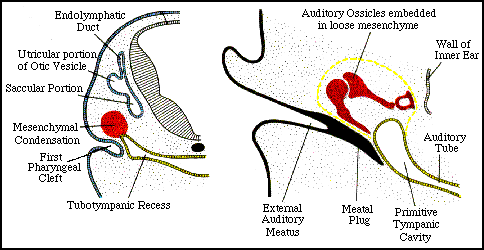 Endolymphatic
Duct
Utricular portion
of Otic Vesicle
Saccular Portion
Mesenchymal
Condensation
First
Pharyngeal
Cleft
Tubotympanic Recess
Auditory Ossicles embedded
in loose mesenchyme
Wall of
Inner Ear
Auditory
Tube
External
Auditory
Meatus
Meatal
Plug
Primitive
Tympanic
Cavity